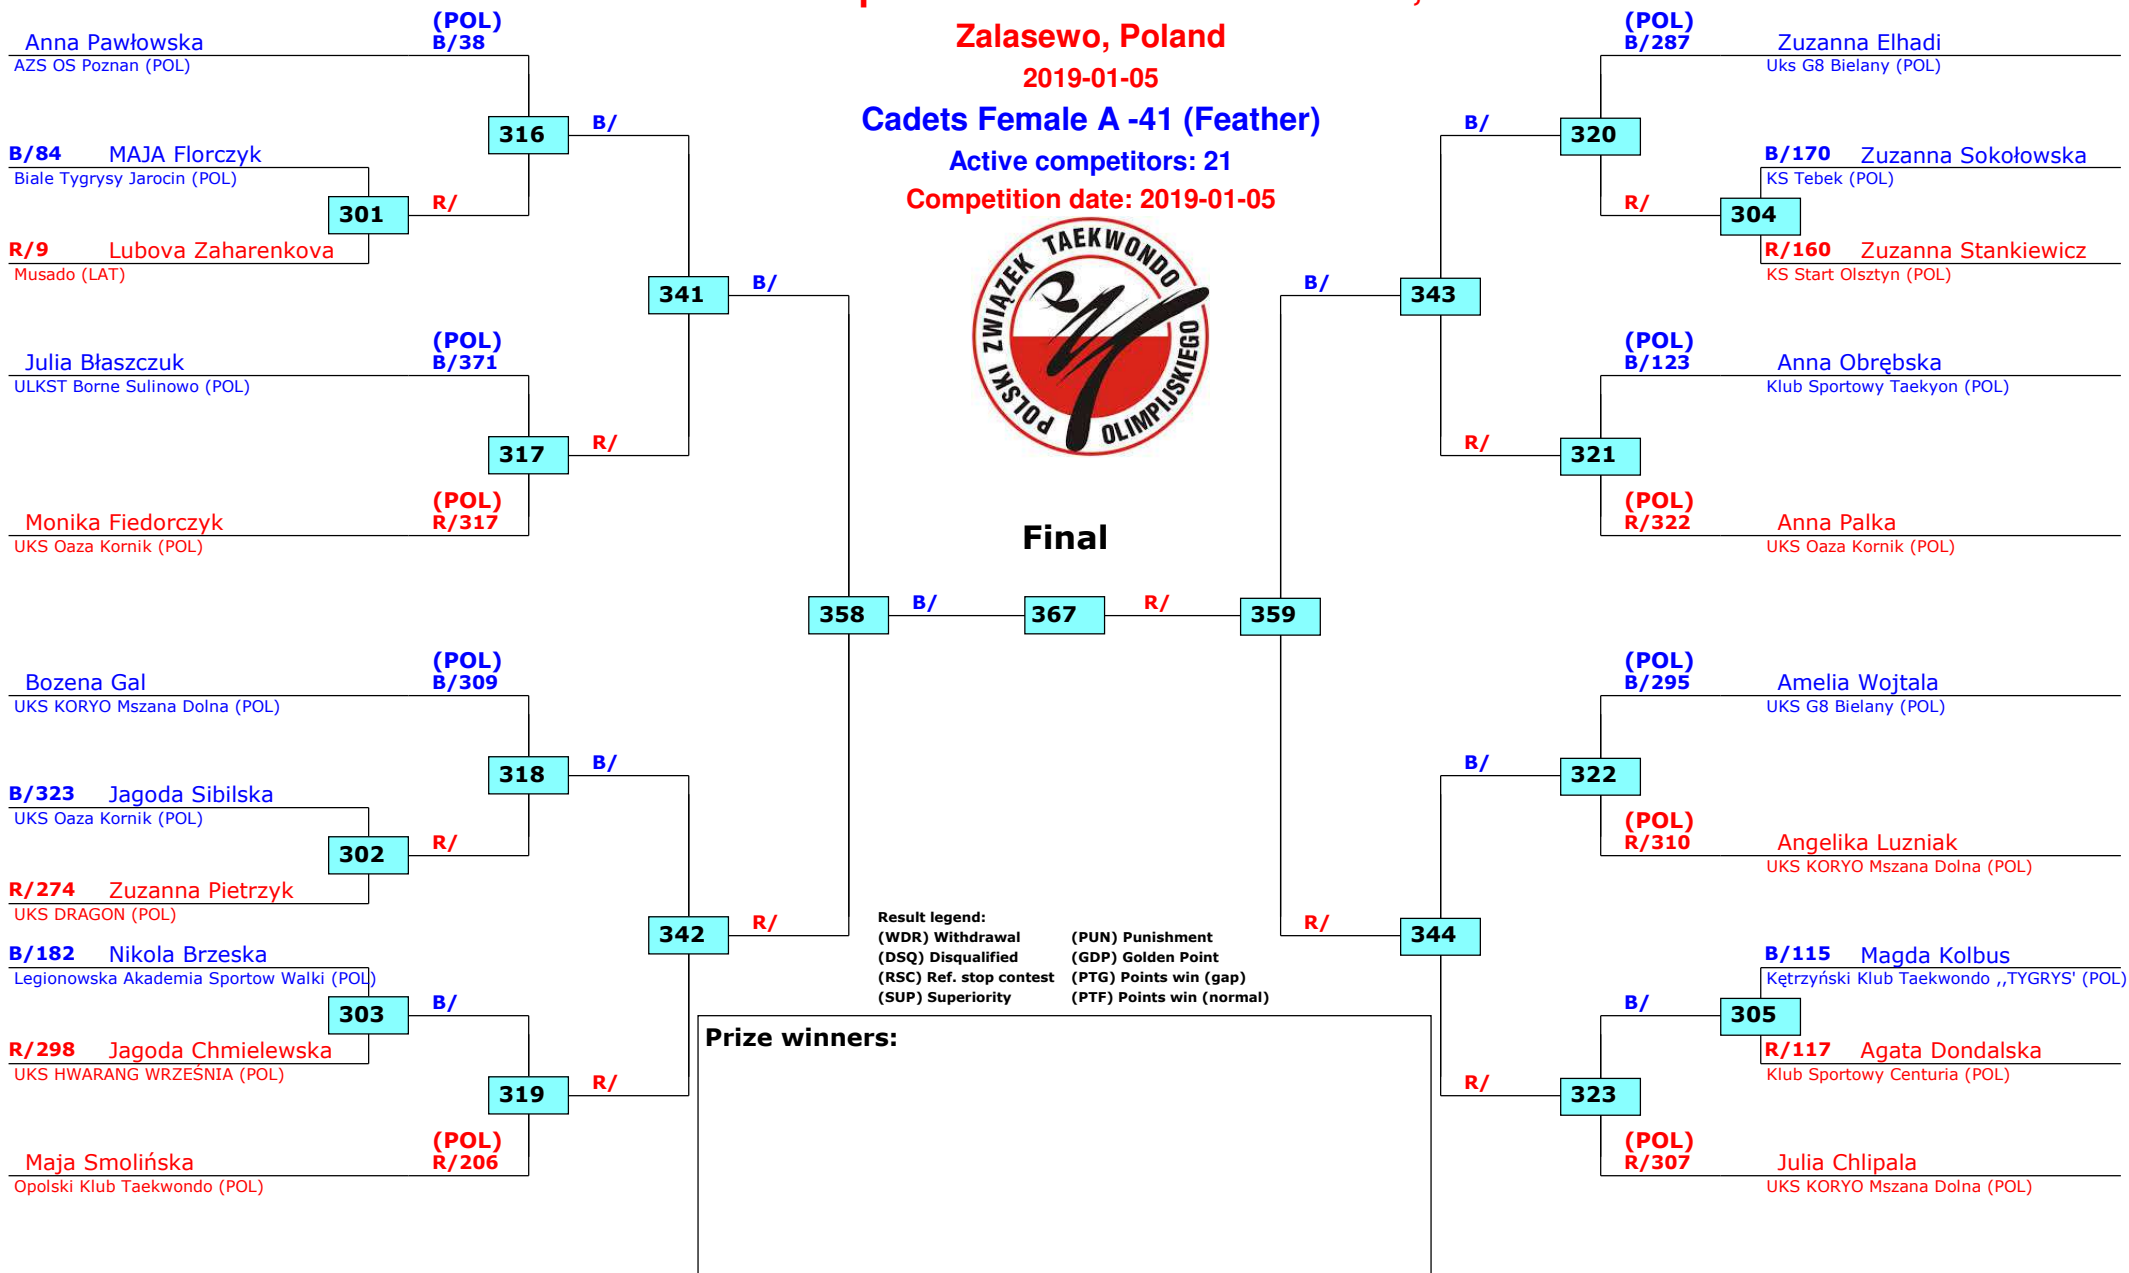 Zalasewo, Poland
2019-01-05
Cadets Female A -41 (Feather)
Active competitors: 21
Competition date: 2019-01-05
POLSKI ZWIĄZEK TAEKWONDO OLIMPIJSKIEGO
Anna Pawłowska
(POL)
B/38
AZS OS Poznan (POL)
316
B/
B/84 MAJA Florczyk
Biale Tygrysy Jarocin (POL)
301
R/
R/9 Lubova Zaharenkova
Musado (LAT)
341
B/
Julia Błaszczuk
(POL)
B/371
ULKST Borne Sulinowo (POL)
317
R/
Monika Fiedorczyk
(POL)
R/317
UKS Oaza Kornik (POL)
Final
358
B/
367
R/
359
Bozena Gal
(POL)
B/309
UKS KORYO Mszana Dolna (POL)
318
B/
B/323 Jagoda Sibilska
UKS Oaza Kornik (POL)
302
R/
R/274 Zuzanna Pietrzyk
UKS DRAGON (POL)
342
R/
B/182 Nikola Brzeska
Legionowska Akademia Sportow Walki (POL)
303
B/
R/298 Jagoda Chmielewska
UKS HWARANG WRZEŚNIA (POL)
319
R/
Maja Smolińska
(POL)
R/206
Opolski Klub Taekwondo (POL)
(POL)
B/287 Zuzanna Elhadi
Uks G8 Bielany (POL)
B/
320
B/170 Zuzanna Sokołowska
KS Tebek (POL)
R/
304
R/160 Zuzanna Stankiewicz
KS Start Olsztyn (POL)
B/
343
(POL)
B/123 Anna Obrębska
Klub Sportowy Taekyon (POL)
R/
321
(POL)
R/322 Anna Palka
UKS Oaza Kornik (POL)
(POL)
B/295 Amelia Wojtala
UKS G8 Bielany (POL)
B/
322
(POL)
R/310 Angelika Luzniak
UKS KORYO Mszana Dolna (POL)
R/
344
B/115 Magda Kolbus
Kętrzyński Klub Taekwondo ,,TYGRYS' (POL)
B/
305
R/117 Agata Dondalska
Klub Sportowy Centuria (POL)
R/
323
(POL)
R/307 Julia Chlipala
UKS KORYO Mszana Dolna (POL)
Result legend:
(WDR) Withdrawal (PUN) Punishment
(DSQ) Disqualified (GDP) Golden Point
(RSC) Ref. stop contest (PTG) Points win (gap)
(SUP) Superiority (PTF) Points win (normal)
Prize winners: